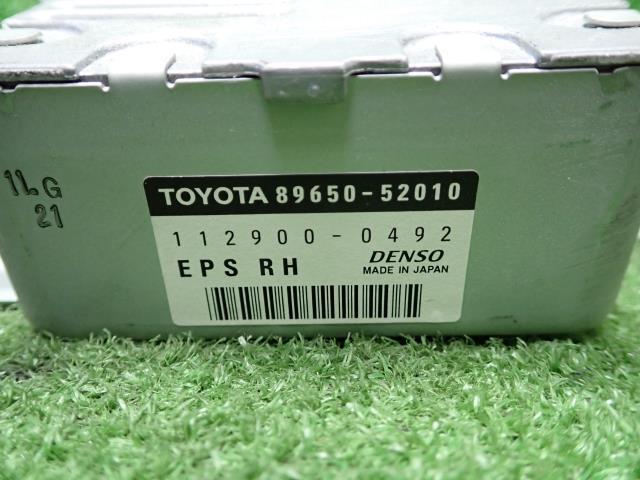 1LG
21
TOYOTA 89650-52010
112900-0492
EPS RH
DENSO
MADE IN JAPAN